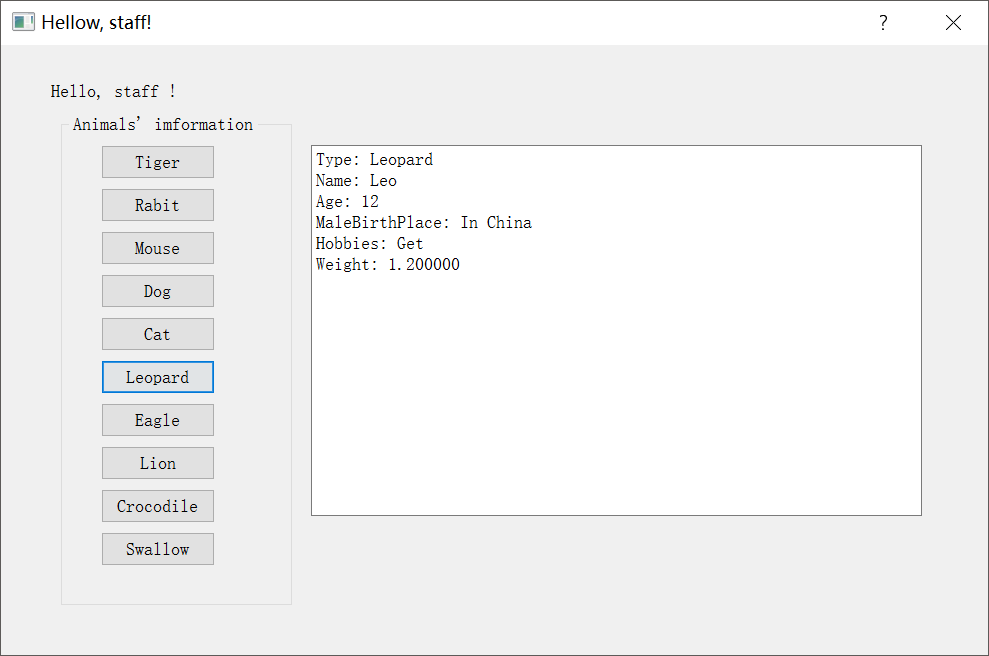 Hellow, staff!
?
Hello, staff !
Animals' imformation
Tiger
Rabit
Mouse
Dog
Cat
Leopard
Eagle
Lion
Crocodile
Swallow
Type: Leopard
Name: Leo
Age: 12
MaleBirthPlace: In China
Hobbies: Get
Weight: 1.200000